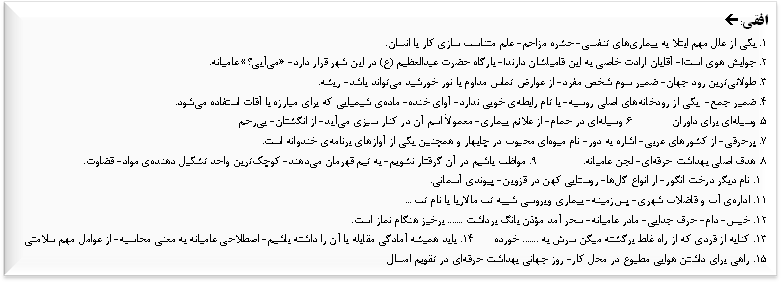 افقی:
۱. یکی از علل مهم ابتلا به بیماری‌های تنفسی- حشره مزاحم- علم متناسب سازی کار با انسان.
۲. جوابش هوی است!- آقایان ارادت خاصی به این فامیلشان دارند!- بارگاه حضرت عبدالعظیم (ع) در این شهر قرار دارد- «می‌آیی؟» عامیانه.
۳. طولانی‌ترین رود جهان- ضمیر سوم شخص مفرد- از عوارض تماس مداوم با نور خورشید می‌تواند باشد- ریشه.
۴. ضمیر جمع- یکی از رودخانه‌های اصلی روسیه- با نام رابطه‌ی خوبی ندارد- آوای خنده- ماده‌ی شیمیایی که برای مبارزه با آفات استفاده می‌شود.
۵ وسیله‌ای برای داوران ۶. وسیله‌ای در حمام- از علائم بیماری- معمولاً اسم آن در کنار سبزی می‌آید- از انگشتان- بی‌رحم
۷. پرحرفی- از کشورهای عربی- اشاره به دور- نام میوه‌ای محبوب در چابهار و همچنین یکی از آوازهای برنامه‌ی خندوانه است.
۸. هدف اصلی بهداشت حرفه‌ای- لجن عامیانه. ۹. مواظب باشیم در آن گرفتار نشویم- به تیم قهرمان می‌دهند- کوچک‌ترین واحد تشکیل دهنده‌ی مواد- قضاوت.
۱۰. نام دیگر درخت انگور- از انواع گل‌ها- روستایی کهن در قزوین- پیوندی آسمانی.
۱۱. اداره‌ی آب و فاضلاب شهری- پس‌زمینه- بیماری ویروسی شبیه تب مالاریا با نام تب ...
۱۲. خیس- دام- حرف جدایی- مادر عامیانه- سحر آمد مؤذن بانگ برداشت ....... برخیز هنگام نماز است.
۱۳. کنایه از فردی که از راه غلط برگشته میگن سرش به ....... خورده ۱۴. باید همیشه آمادگی مقابله با آن را داشته باشیم- اصطلاحی عامیانه به معنی محاسبه- از عوامل مهم سلامتی
۱۵. راهی برای داشتن هوایی مطبوع در محل کار- روز جهانی بهداشت حرفه‌ای در تقویم امسال